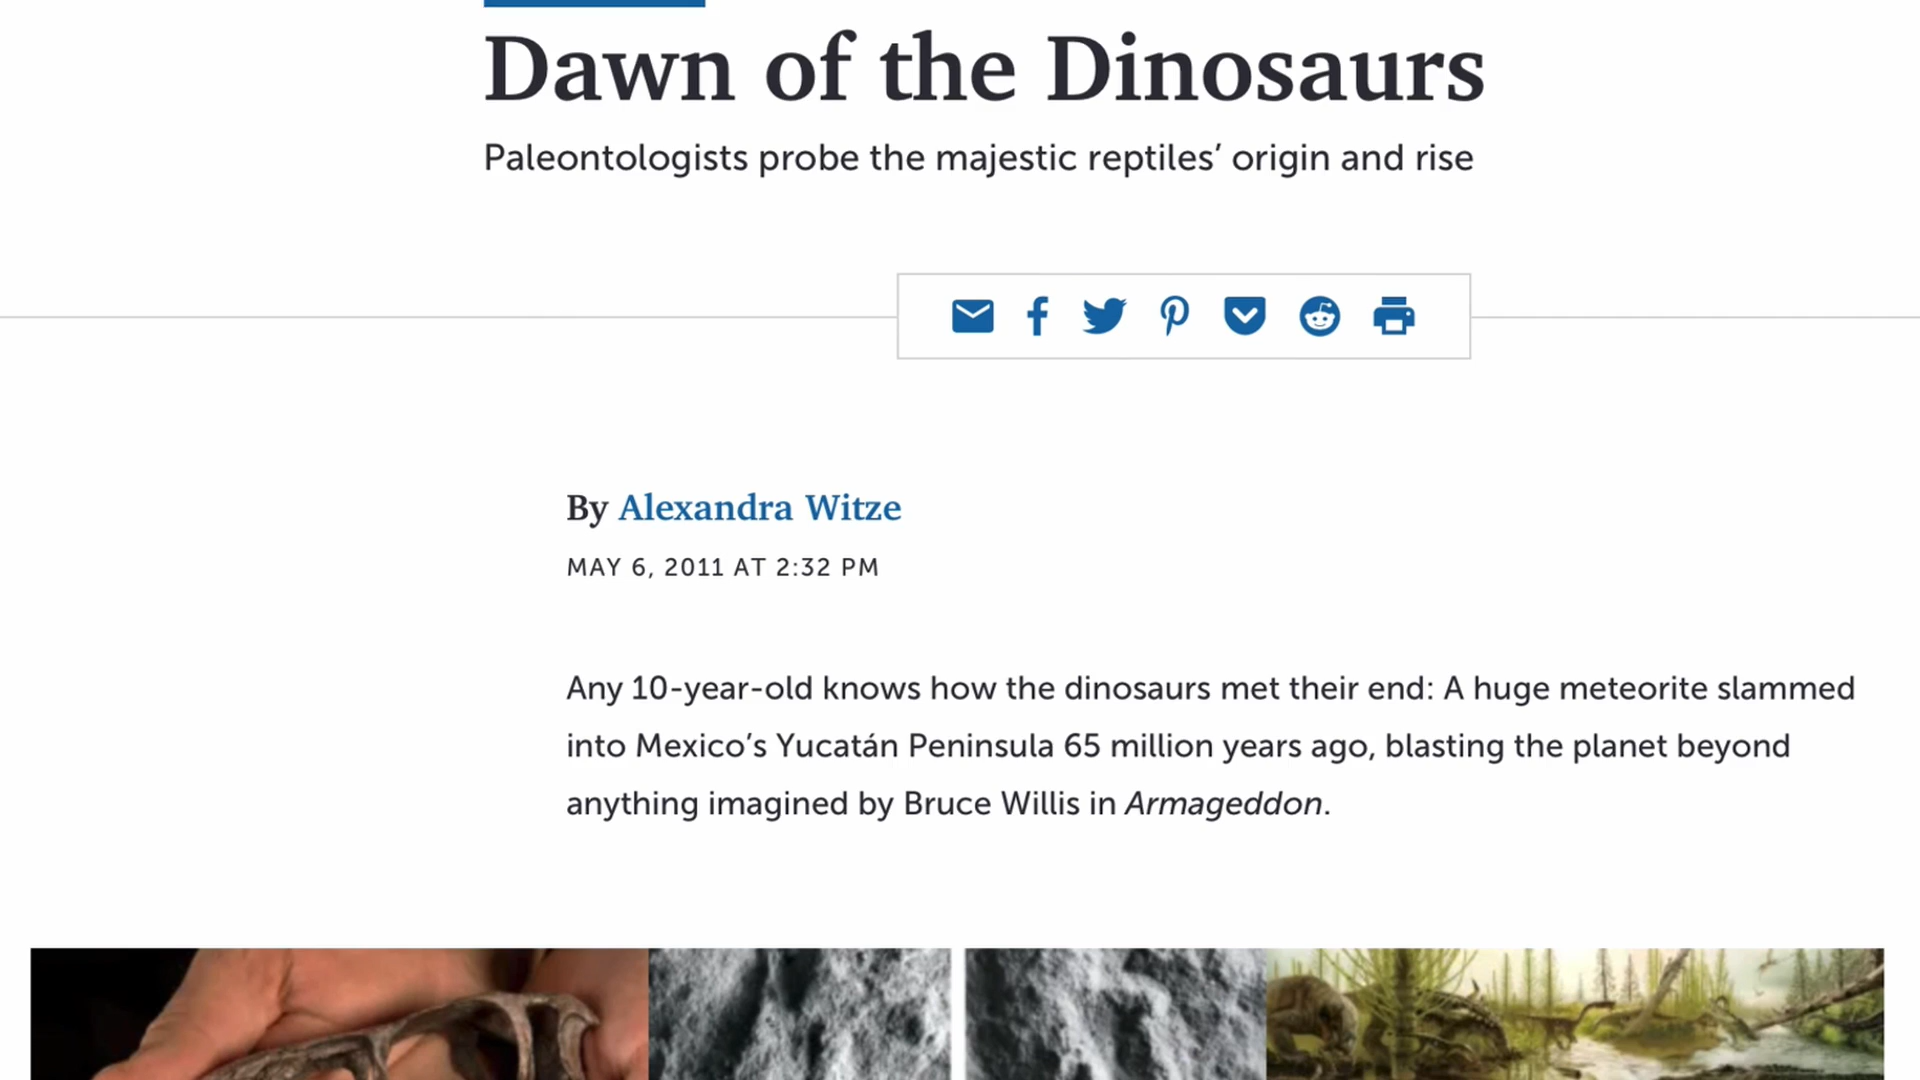 Dawn of the Dinosaurs
Paleontologists probe the majestic reptiles’ origin and rise
By Alexandra Witze
MAY 6, 2011 AT 2:32 PM
Any 10-year-old knows how the dinosaurs met their end: A huge meteorite slammed
into Mexico’s Yucatán Peninsula 65 million years ago, blasting the planet beyond
anything imagined by Bruce Willis in Armageddon.